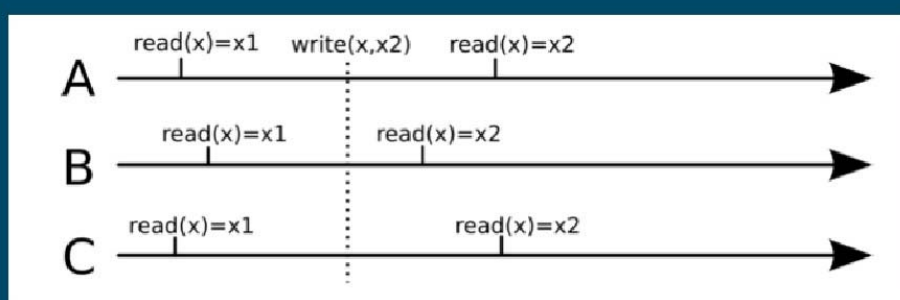 read(x)=x1 write(x,x2) read(x)=x2
A
read(x)=x1 read(x)=x2
B
read(x)=x1 read(x)=x2
C